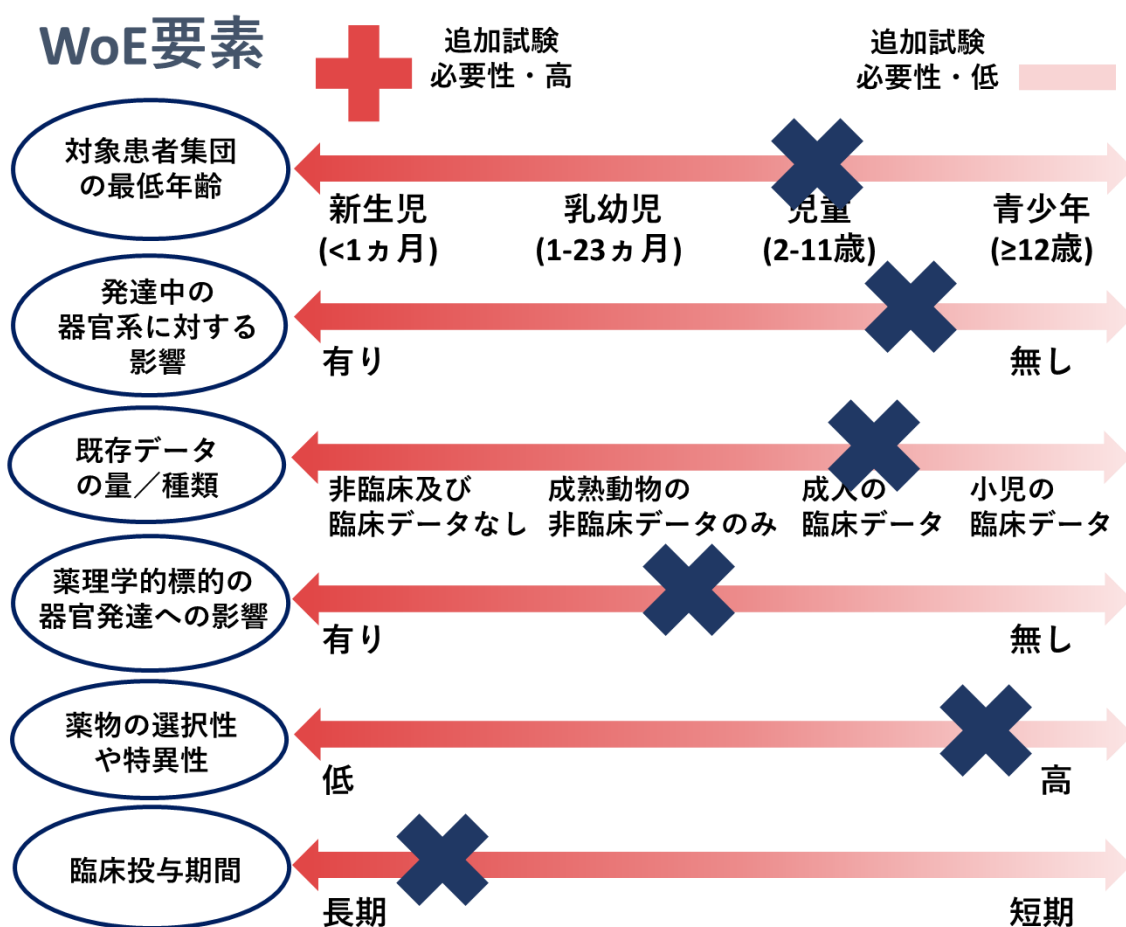 WoE要素
追加試験
必要性・高
追加試験
必要性・低
対象患者集団
の最低年齢
新生児
(<1ヵ月)
乳幼児
(1-23ヵ月)
児童
(2-11歳)
青少年
(≥12歳)
発達中の
器官系に対する
影響
有り
無し
既存データ
の量／種類
非臨床及び
臨床データなし
成熟動物の
非臨床データのみ
成人の
臨床データ
小児の
臨床データ
薬理学的標的の
器官発達への影響
有り
無し
薬物の選択性
や特異性
低
高
臨床投与期間
長期
短期